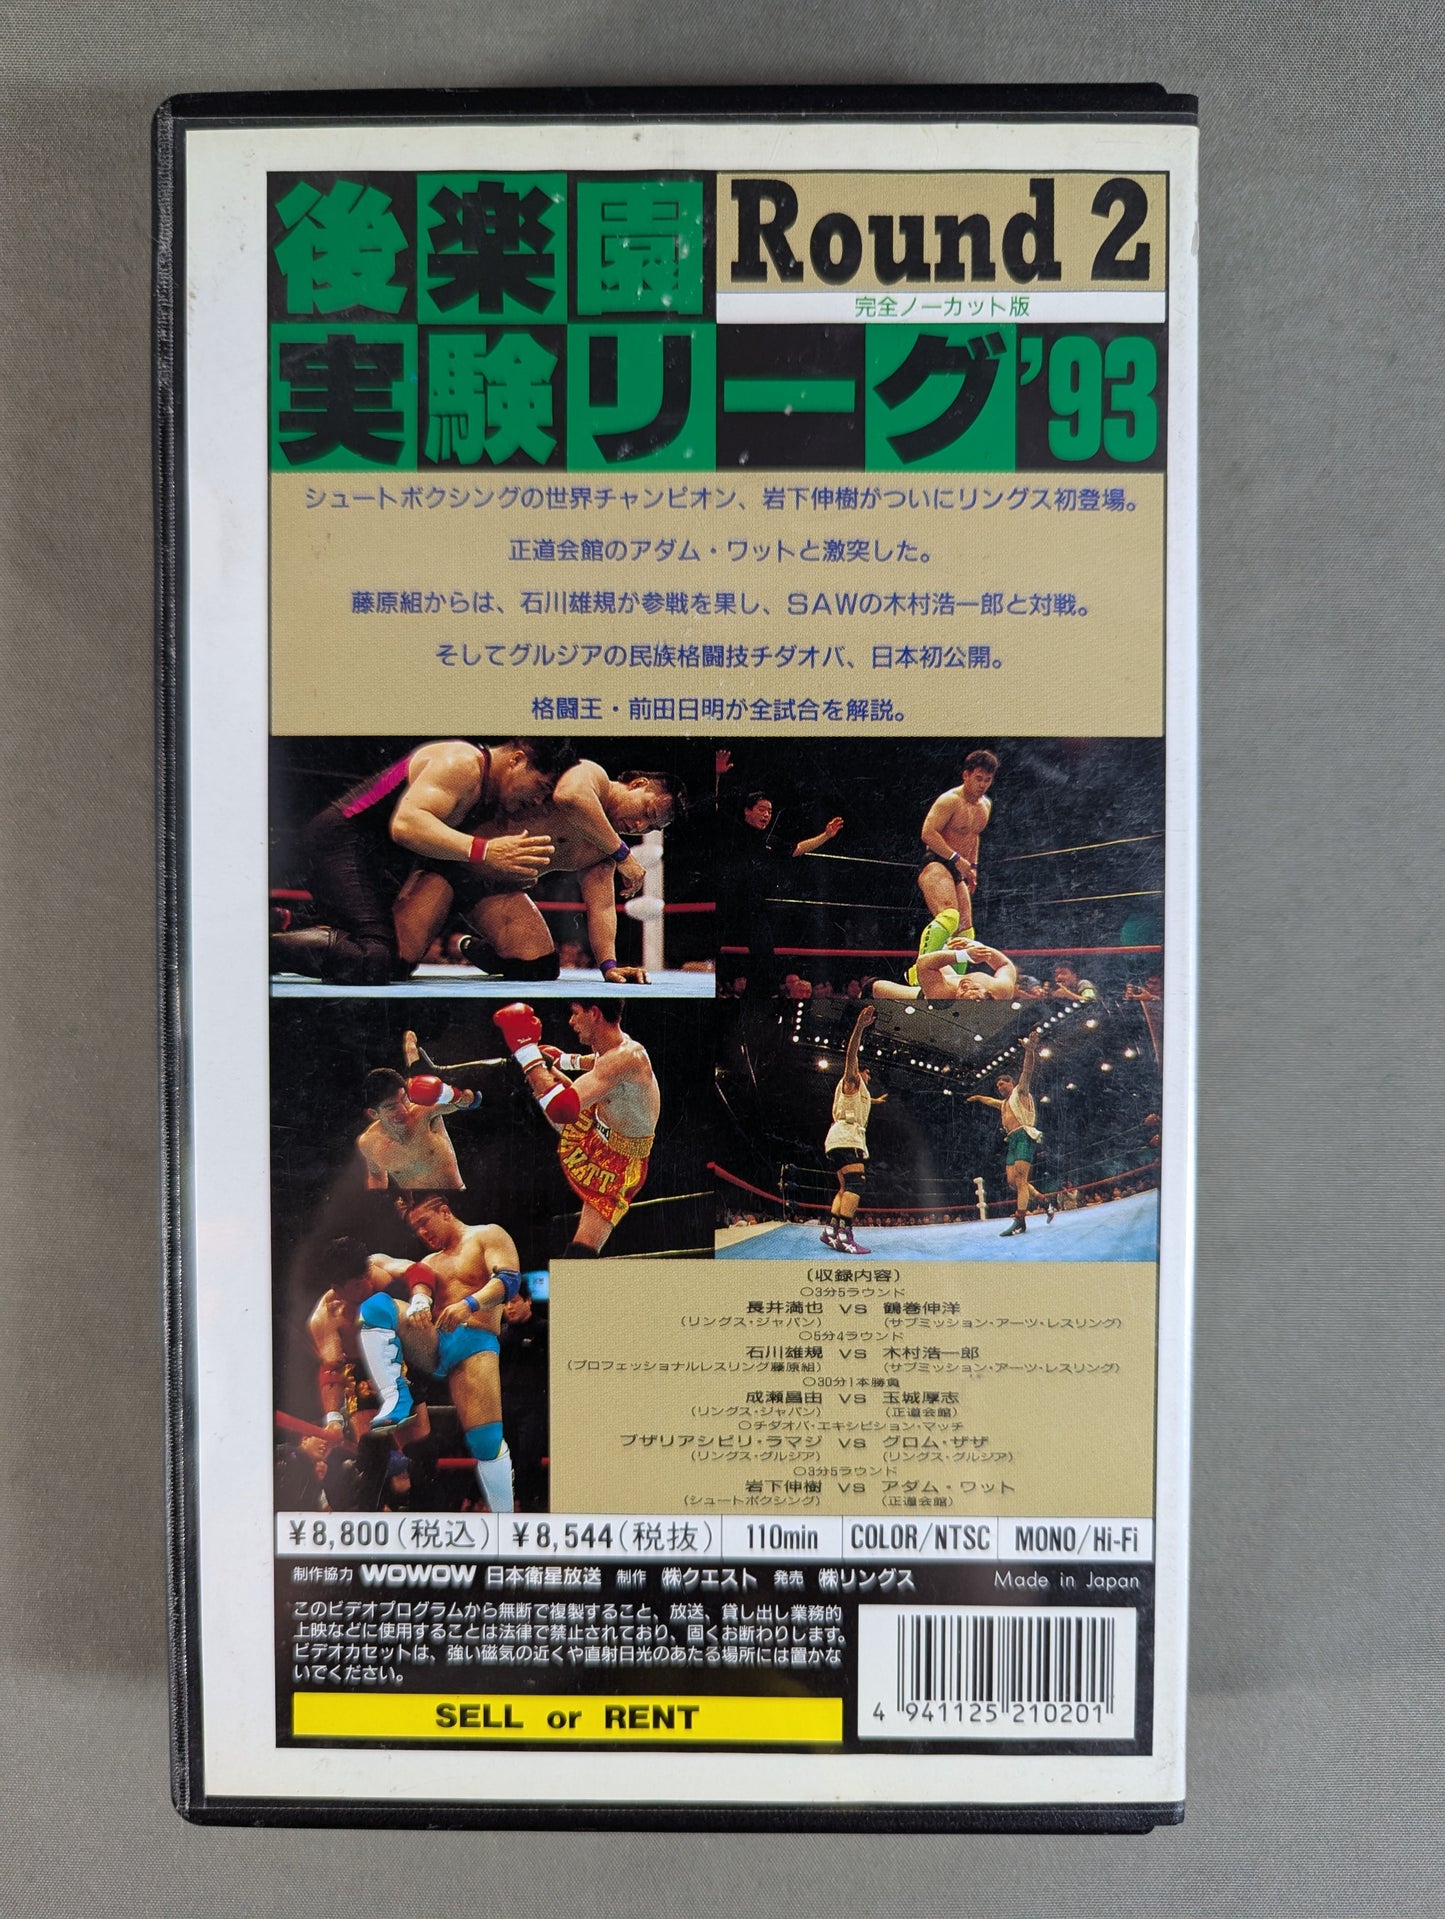 後楽園
Round 2
完全ノーカット版
実験リーグ'93
シュートボクシングの世界チャンピオン、岩下伸樹がついにリングス初登場。
正道会館のアダム・ワットと激突した。
藤原組からは、石川雄規が参戦を果し、SAWの木村浩一郎と対戦。
そしてグルジアの民族格闘技チダオバ、日本初公開。
格闘王・前田日明が全試合を解説。
WATT
〔収録内容〕
○3分5ラウンド
長井満也 VS 鶴巻伸洋
(リングス・ジャパン) (サブミッション・アーツ・レスリング)
○5分4ラウンド
石川雄規 VS 木村浩一郎
(プロフェッショナルレスリング藤原組) (サブミッション・アーツ・レスリング)
○30分1本勝負
成瀬昌由 VS 玉城厚志
(リングス・ジャパン) (正道会館)
○チダオバ・エキシビション・マッチ
ブザリアシビリ・ラマジ VS グロム・ザザ
(リングス・グルジア) (リングス・グルジア)
○3分5ラウンド
岩下伸樹 VS アダム・ワット
(シュートボクシング) (正道会館)
¥8,800(税込) ¥8,544(税抜) 110min COLOR/NTSC MONO/Hi-Fi
制作協力 WOWOW 日本衛星放送 制作 ㈱クエスト 発売 ㈱リングス Made in Japan
このビデオプログラムから無断で複製すること、放送、貸し出し業務的
上映などに使用することは法律で禁止されており、固くお断わりします。
ビデオカセットは、強い磁気の近くや直射日光のあたる場所には置かな
いでください。
SELL or RENT
4 941125 210201